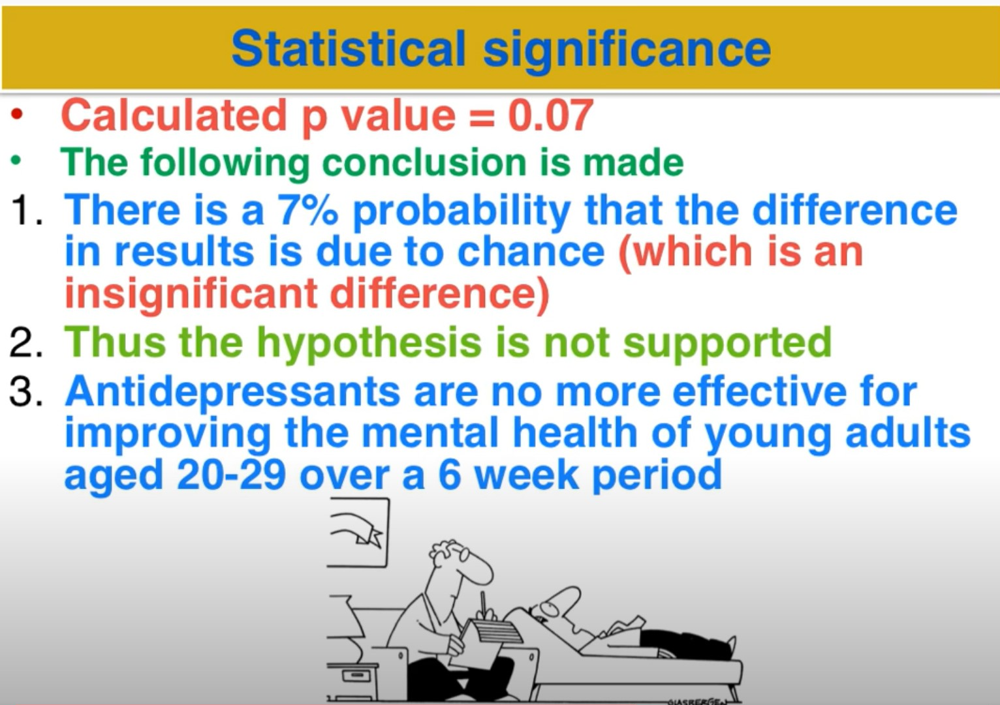 Statistical significance
• Calculated p value = 0.07
• The following conclusion is made
1. There is a 7% probability that the difference
in results is due to chance (which is an
insignificant difference)
2. Thus the hypothesis is not supported
3. Antidepressants are no more effective for
improving the mental health of young adults
aged 20-29 over a 6 week period
GLASBERGEN